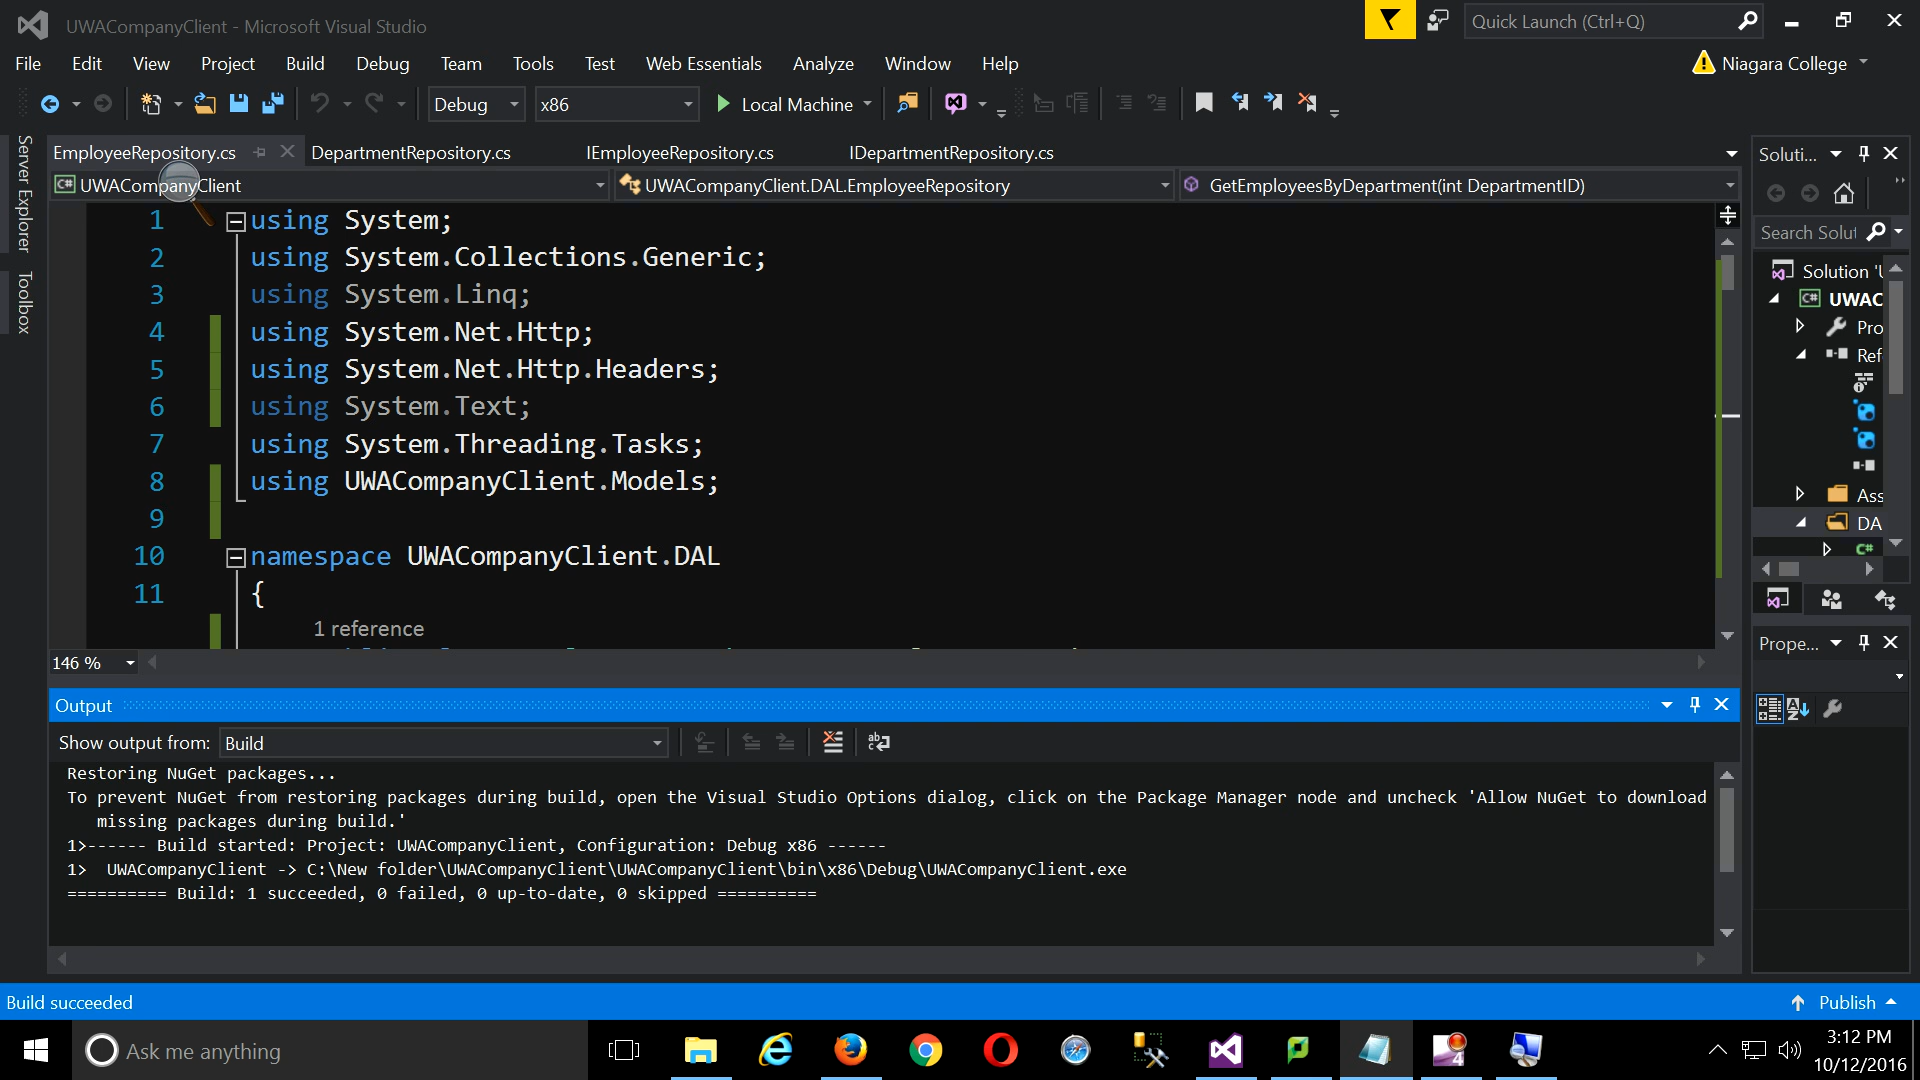 UWACompanyClient - Microsoft Visual Studio
Quick Launch (Ctrl+Q)
File Edit View Project Build Debug Team Tools Test Web Essentials Analyze Window Help
Niagara College
Debug x86 Local Machine
Server Explorer
Toolbox
EmployeeRepository.cs DepartmentRepository.cs IEmployeeRepository.cs IDepartmentRepository.cs
UWACompanyClient UWACompanyClient.DAL.EmployeeRepository GetEmployeesByDepartment(int DepartmentID)
1 using System;
2 using System.Collections.Generic;
3 using System.Linq;
4 using System.Net.Http;
5 using System.Net.Http.Headers;
6 using System.Text;
7 using System.Threading.Tasks;
8 using UWACompanyClient.Models;
9
10 namespace UWACompanyClient.DAL
11 {
1 reference
146 %
Soluti...
Search Solut
Solution 'U
C# UWAC
Pro
Ref
Ass
DA
C#
Prope...
Output
Show output from: Build
Restoring NuGet packages...
To prevent NuGet from restoring packages during build, open the Visual Studio Options dialog, click on the Package Manager node and uncheck 'Allow NuGet to download
missing packages during build.'
1>------ Build started: Project: UWACompanyClient, Configuration: Debug x86 ------
1> UWACompanyClient -> C:\New folder\UWACompanyClient\UWACompanyClient\bin\x86\Debug\UWACompanyClient.exe
========== Build: 1 succeeded, 0 failed, 0 up-to-date, 0 skipped ==========
Build succeeded
Publish
Ask me anything
4
3:12 PM
10/12/2016